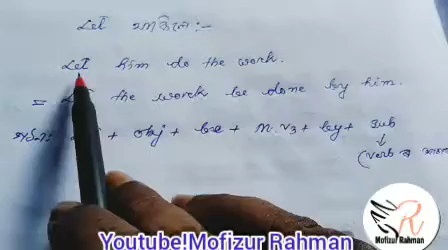 Let থাকিলে:-
Let him do the work.
= the work be done by him.
গঠন: + obj + be + m.v3 + by + sub
↓
(verb র
Mofizur Rahman
Youtube!Mofizur Rahman